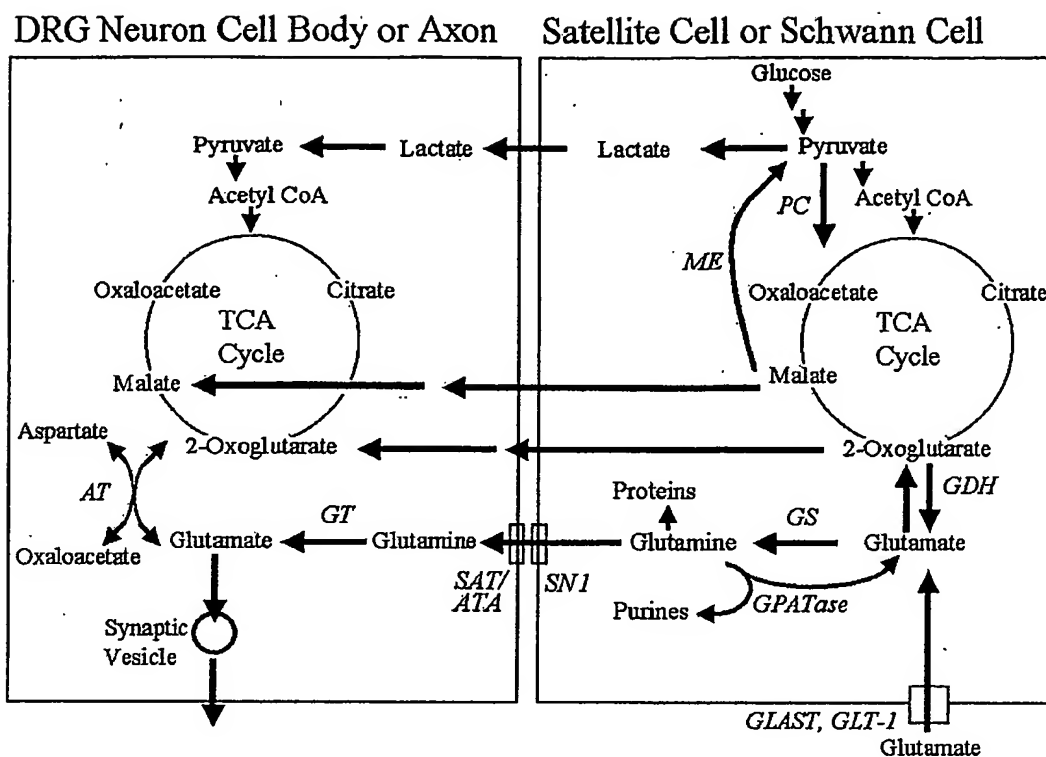 DRG Neuron Cell Body or Axon
Satellite Cell or Schwann Cell
Pyruvate
Lactate
Acetyl CoA
Oxaloacetate
Citrate
TCA
Cycle
Malate
2-Oxoglutarate
Aspartate
AT
Oxaloacetate
Glutamate
GT
Glutamine
SAT/
ATA
Synaptic
Vesicle
Glucose
Lactate
Pyruvate
PC
Acetyl CoA
ME
Oxaloacetate
Citrate
TCA
Cycle
Malate
2-Oxoglutarate
GDH
Proteins
GS
Glutamine
Glutamate
SN1
Purines
GPATase
GLAST, GLT-1
Glutamate